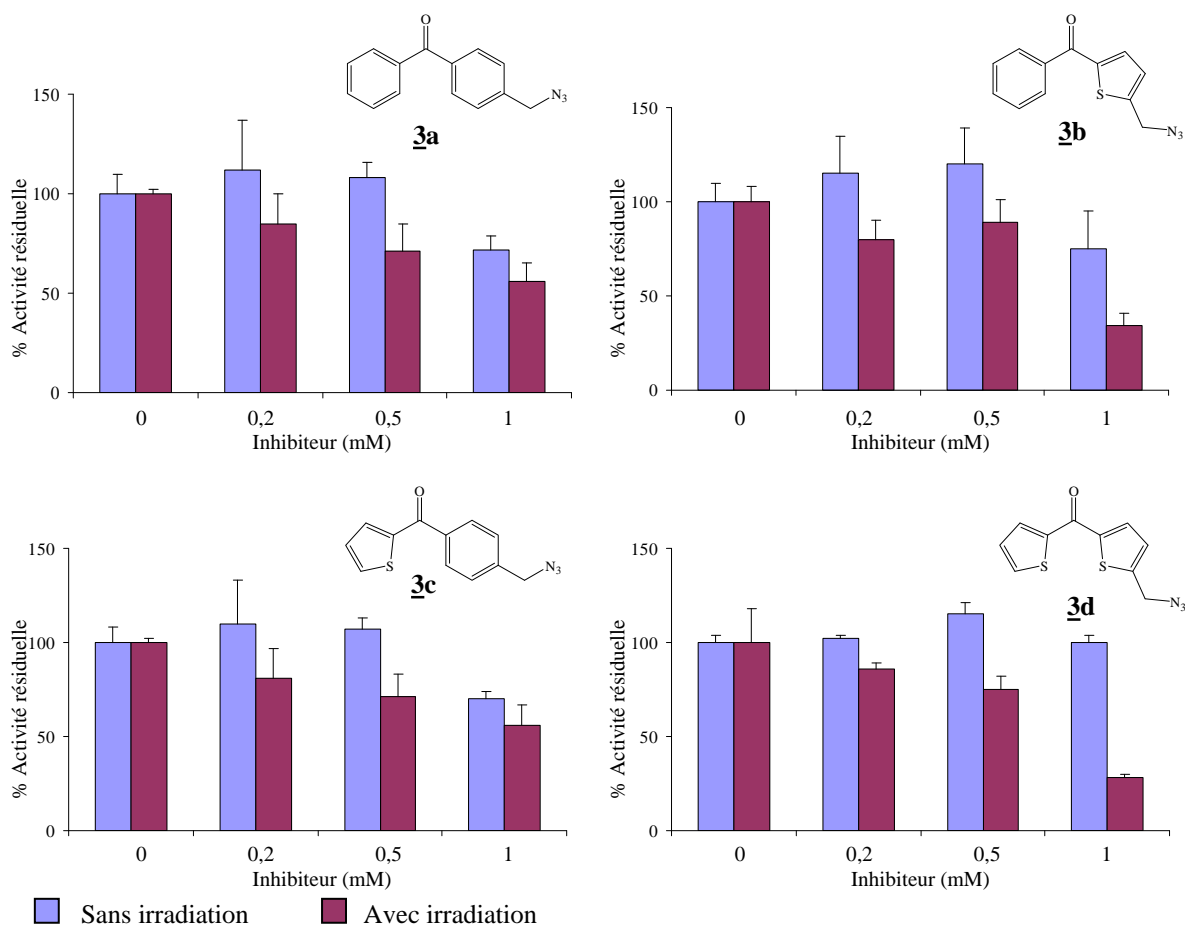 O
N3
3a
150
100
50
0
% Activité résiduelle
0 0,2 0,5 1
Inhibiteur (mM)
O
S
N3
3b
150
100
50
0
% Activité résiduelle
0 0,2 0,5 1
Inhibiteur (mM)
O
S
N3
3c
150
100
50
0
% Activité résiduelle
0 0,2 0,5 1
Inhibiteur (mM)
O
S S
N3
3d
150
100
50
0
% Activité résiduelle
0 0,2 0,5 1
Inhibiteur (mM)
Sans irradiation Avec irradiation